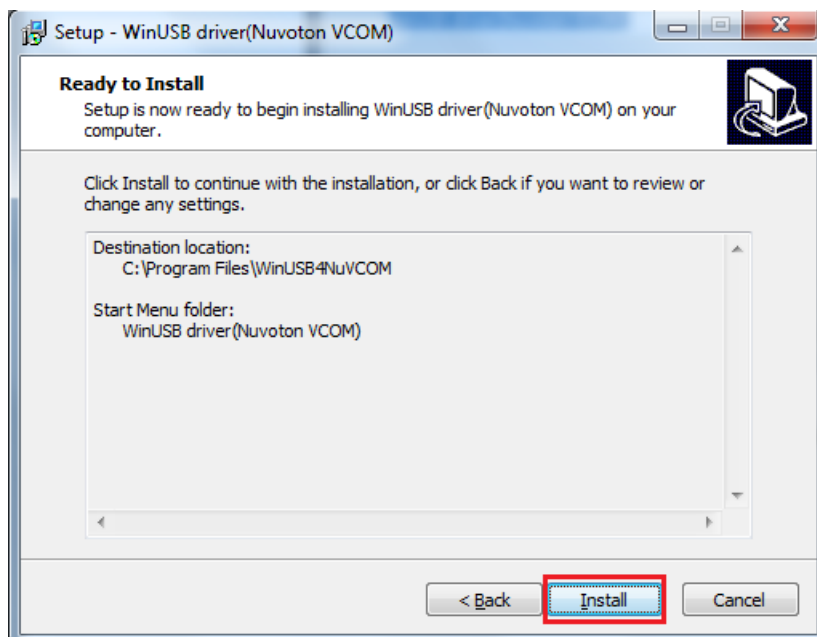 Setup - WinUSB driver(Nuvoton VCOM)
Ready to Install
Setup is now ready to begin installing WinUSB driver(Nuvoton VCOM) on your
computer.
Click Install to continue with the installation, or click Back if you want to review or
change any settings.
Destination location:
C:\Program Files\WinUSB4NuVCOM
Start Menu folder:
WinUSB driver(Nuvoton VCOM)
< Back
Install
Cancel